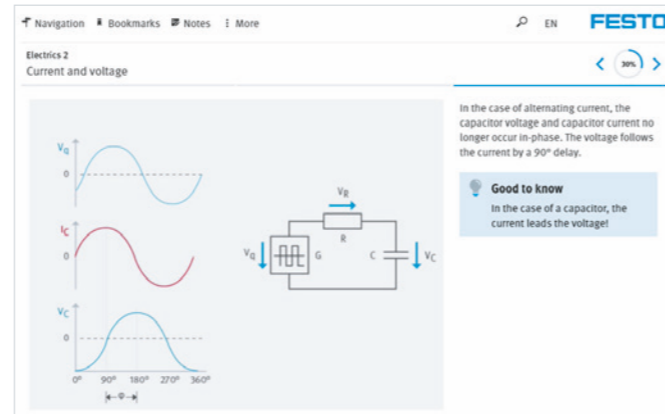 Navigation Bookmarks Notes More EN FESTO
Electrics 2
Current and voltage
30%
In the case of alternating current, the
capacitor voltage and capacitor current no
longer occur in-phase. The voltage follows
the current by a 90° delay.
Good to know
In the case of a capacitor, the
current leads the voltage!
Vq
0
IC
0
VC
0
0° 90° 180° 270° 360°
φ
VR
R
Vq G C VC